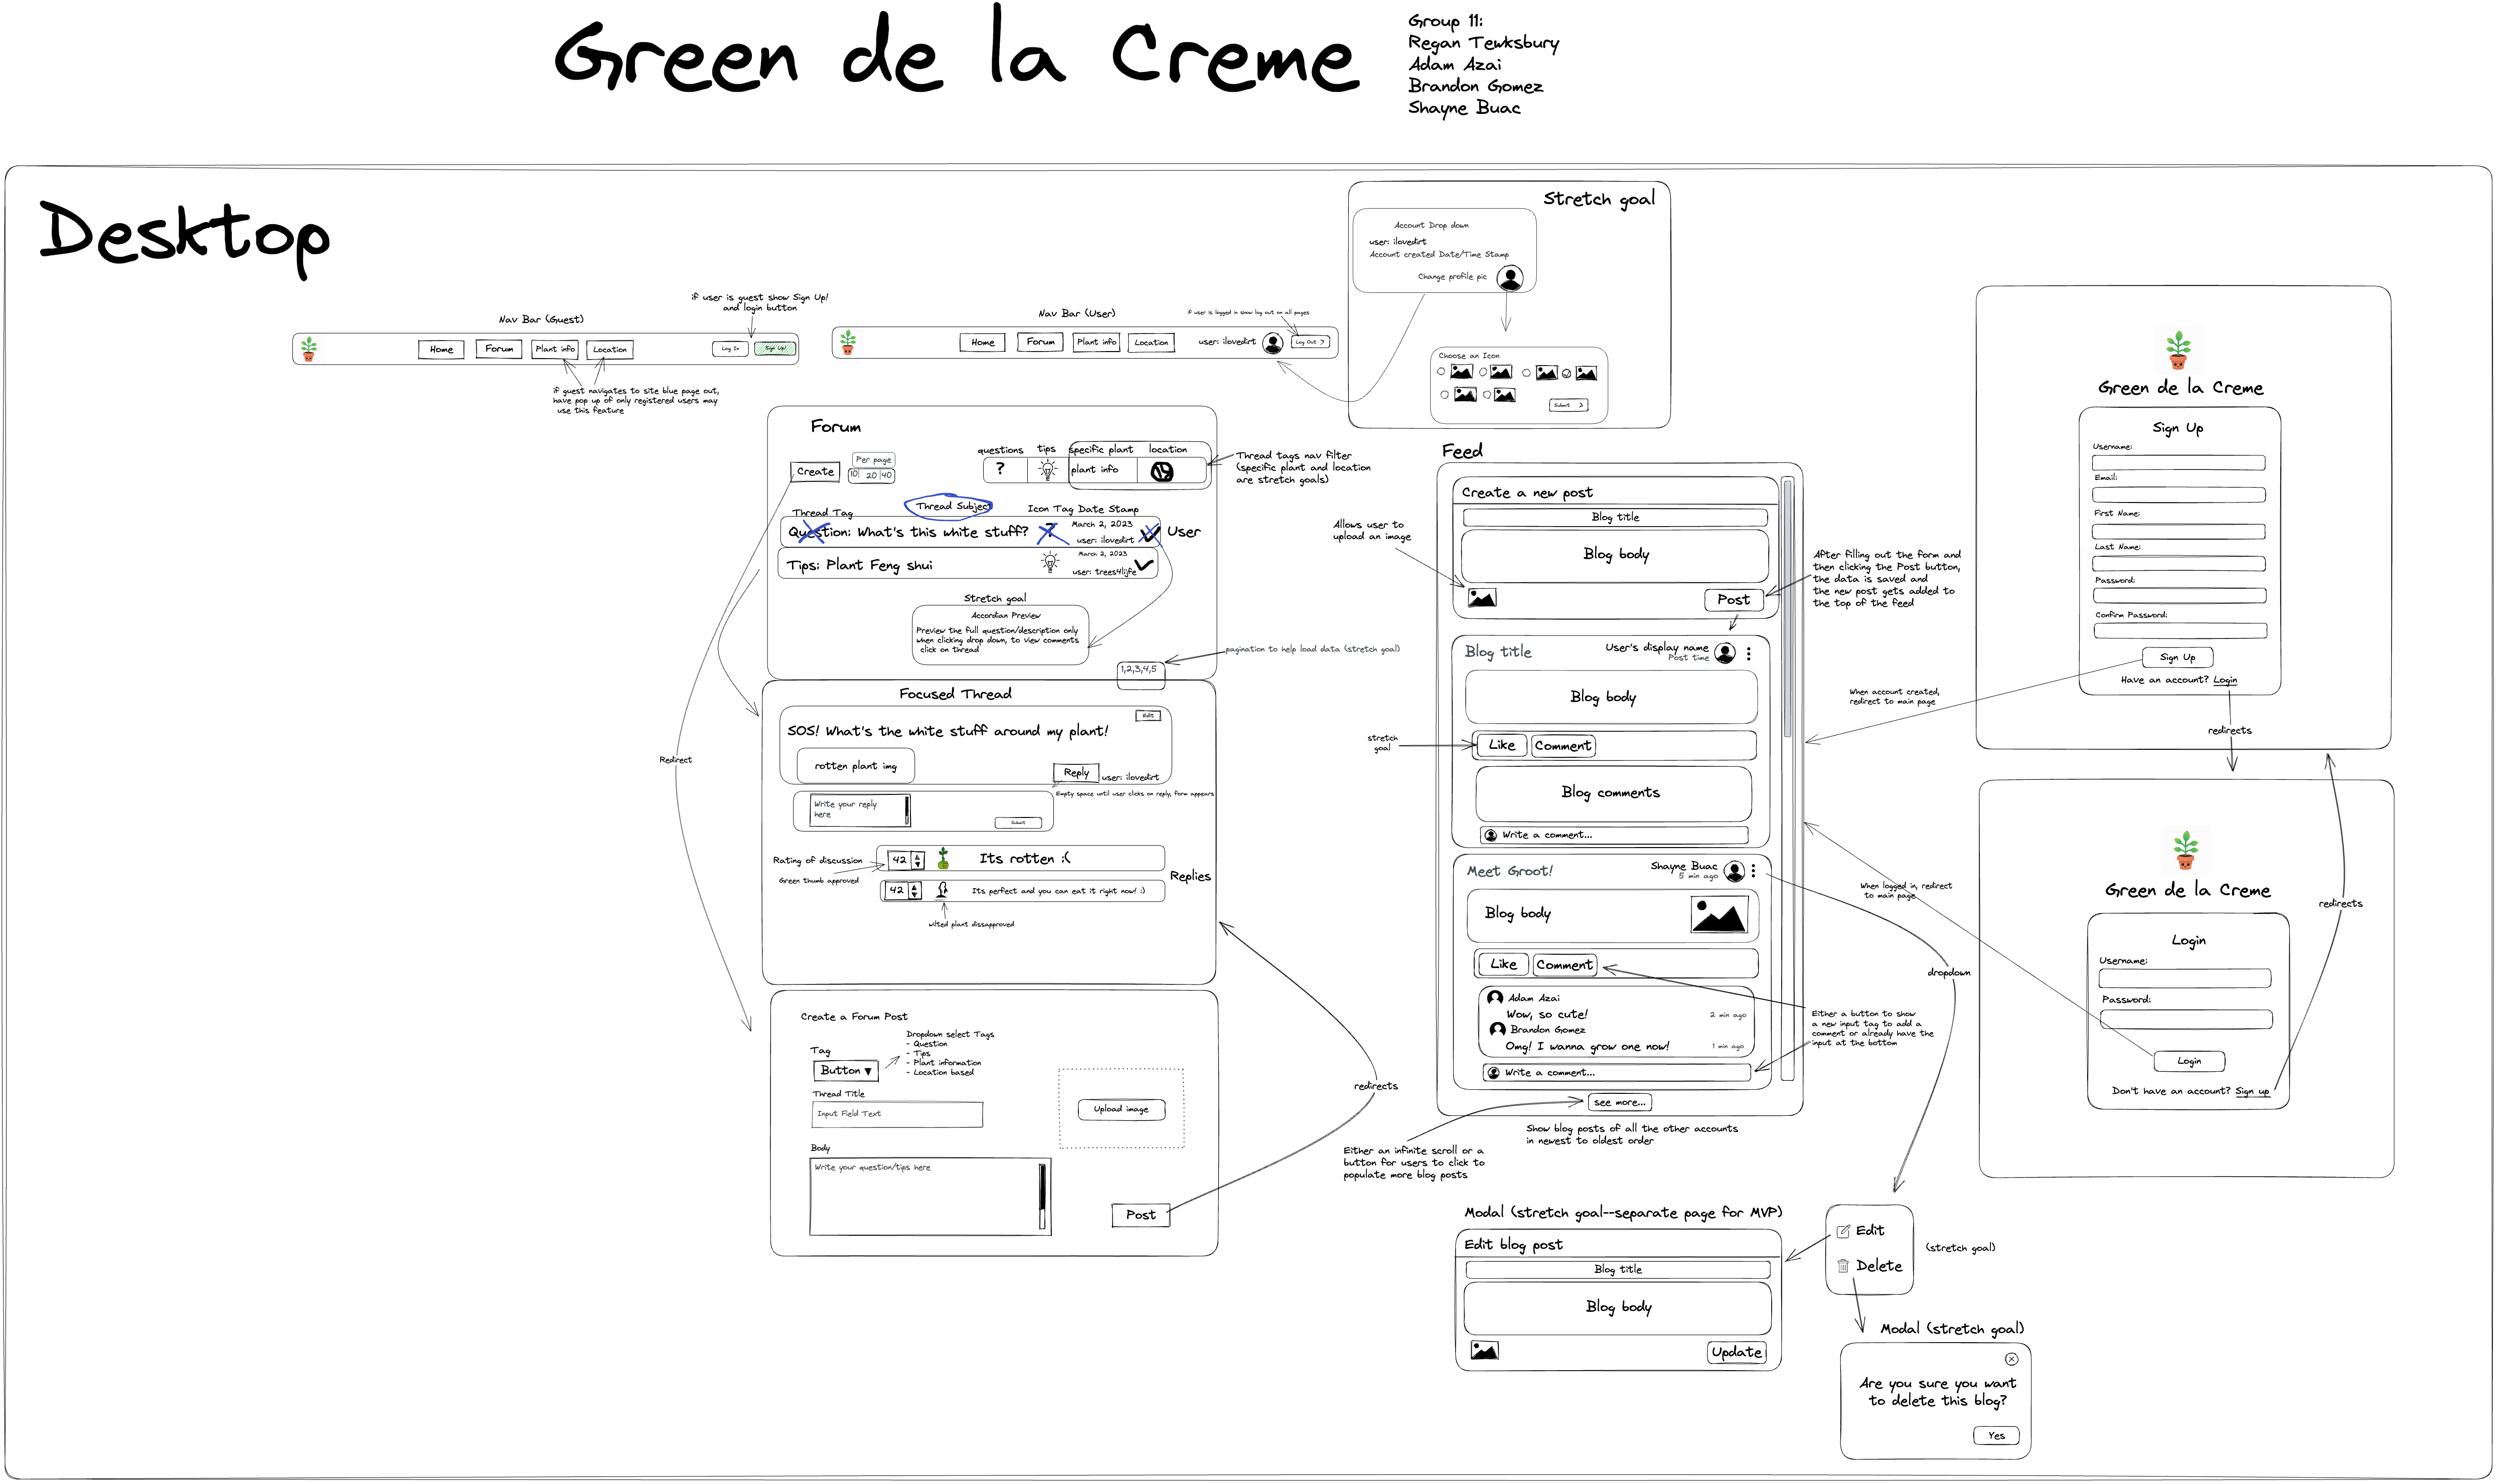 Green de la Creme
Group 11:
Regan Tewksbury
Adam Azai
Brandon Gomez
Shayne Buac
Desktop
Stretch goal
Account Drop down
user: ilovedirt
Account created Date/Time Stamp
Change profile pic
Choose an Icon
Submit
if user is guest show Sign Up!
and login button
Nav Bar (Guest)
Home
Forum
Plant info
Location
Log In
Sign Up!
if guest navigates to site blue page out,
have pop up of only registered users may
use this feature
Nav Bar (User)
if user is logged in show log out on all pages
Home
Forum
Plant info
Location
user: ilovedirt
Log Out
Forum
Create
Per page
10 20 40
questions
tips
specific plant
location
?
plant info
Thread tags nav filter
(specific plant and location
are stretch goals)
Thread Tag
Thread Subject
Icon Tag Date Stamp
Question: What's this white stuff?
?
March 2, 2023
user: ilovedirt
User
Tips: Plant Feng shui
March 2, 2023
user: trees4lijfe
Stretch goal
Accordian Preview
Preview the full question/description only
when clicking drop down, to view comments
click on thread
1,2,3,4,5
pagination to help load data (stretch goal)
Redirect
Focused Thread
Edit
SOS! What's the white stuff around my plant!
rotten plant img
Reply
user: ilovedirt
Empty space until user clicks on reply, form appears
Write your reply
here
Submit
Rating of discussion
Green thumb approved
42
Its rotten :(
42
Its perfect and you can eat it right now! :)
Replies
wilted plant dissapproved
Create a Forum Post
Tag
Button
Dropdown select Tags
- Question
- Tips
- Plant information
- Location based
Thread Title
Input Field Text
Upload image
Body
Write your question/tips here
Post
redirects
Feed
Create a new post
Blog title
Blog body
Post
Allows user to
upload an image
After filling out the form and
then clicking the Post button,
the data is saved and
the new post gets added to
the top of the feed
Blog title
User's display name
Post time
Blog body
stretch
goal
Like
Comment
Blog comments
Write a comment...
Meet Groot!
Shayne Buac
5 min ago
Blog body
Like
Comment
Adam Azai
Wow, so cute!
2 min ago
Brandon Gomez
Omg! I wanna grow one now!
1 min ago
Write a comment...
see more...
Either a button to show
a new input tag to add a
comment or already have the
input at the bottom
Either an infinite scroll or a
button for users to click to
populate more blog posts
Show blog posts of all the other accounts
in newest to oldest order
dropdown
Modal (stretch goal--separate page for MVP)
Edit blog post
Blog title
Blog body
Update
Edit
Delete
(stretch goal)
Modal (stretch goal)
Are you sure you want
to delete this blog?
Yes
Green de la Creme
Sign Up
Username:
Email:
First Name:
Last Name:
Password:
Confirm Password:
Sign Up
Have an account? Login
When account created,
redirect to main page
redirects
Green de la Creme
Login
Username:
Password:
Login
Don't have an account? Sign up
When logged in, redirect
to main page
redirects